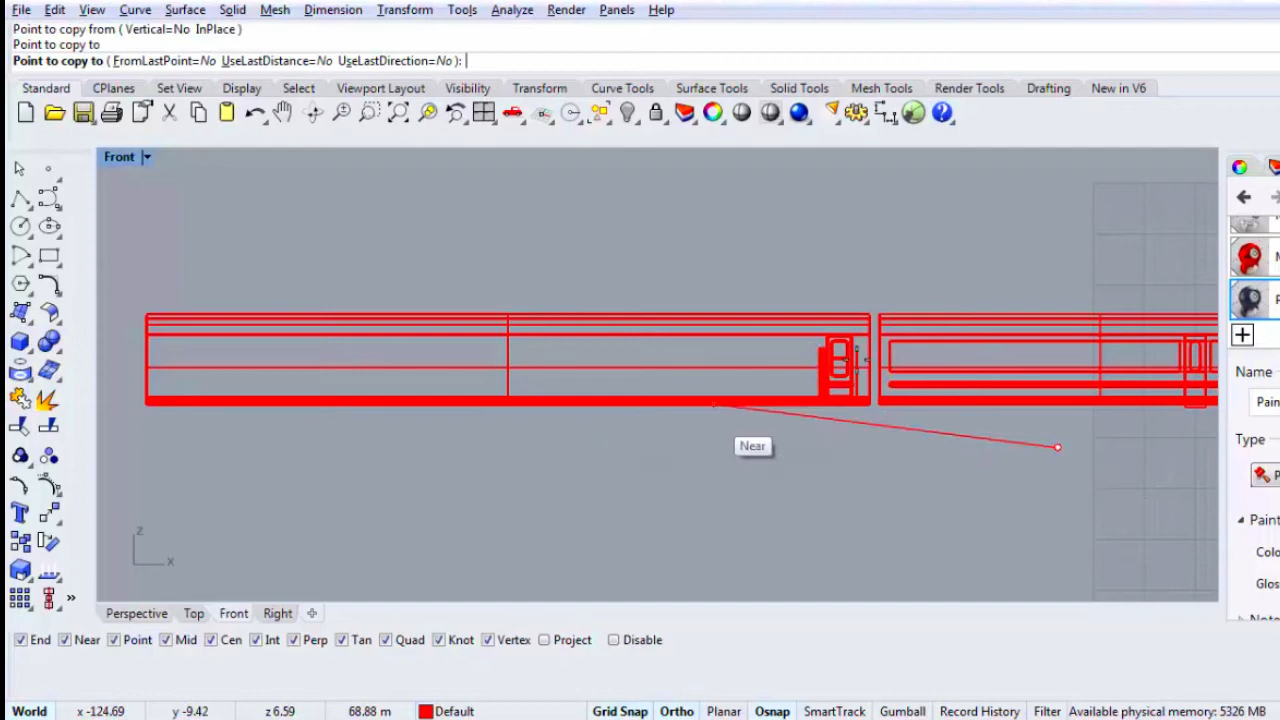 File Edit View Curve Surface Solid Mesh Dimension Transform Tools Analyze Render Panels Help
Point to copy from ( Vertical=No InPlace )
Point to copy to
Point to copy to ( FromLastPoint=No UseLastDistance=No UseLastDirection=No ):
Standard CPlanes Set View Display Select Viewport Layout Visibility Transform Curve Tools Surface Tools Solid Tools Mesh Tools Render Tools Drafting New in V6
Front
Near
Name
Type
z
x
Perspective Top Front Right
End Near Point Mid Cen Int Perp Tan Quad Knot Vertex Project Disable
World x -124.69 y -9.42 z 6.59 68.88 m Default Grid Snap Ortho Planar Osnap SmartTrack Gumball Record History Filter Available physical memory: 5326 MB